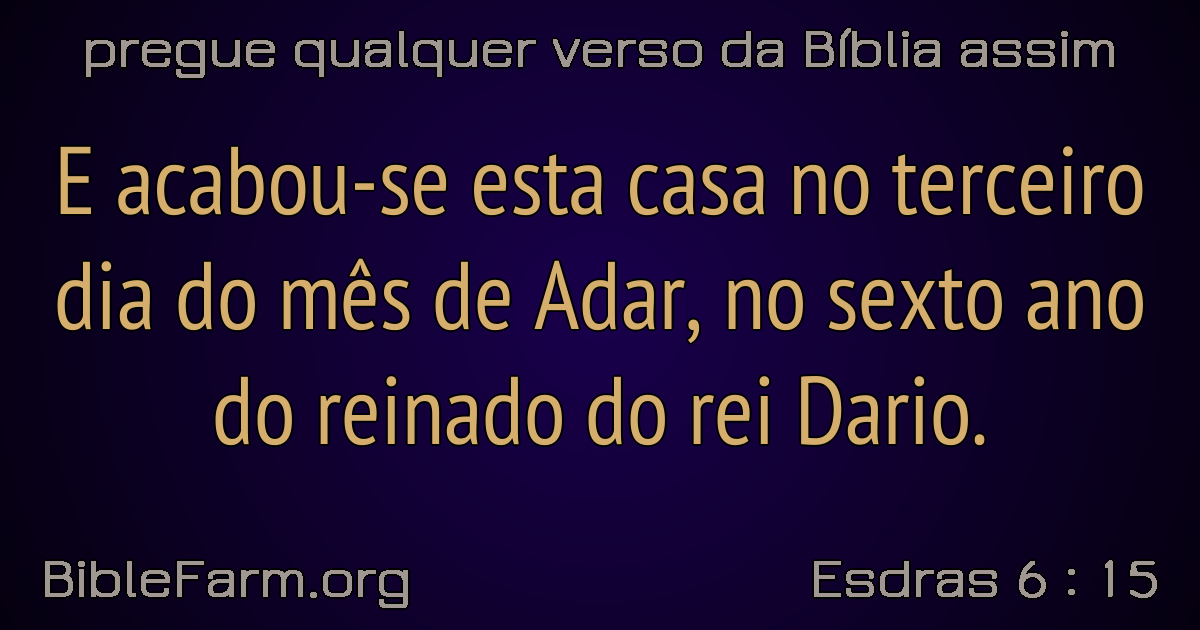 pregue qualquer verso da Bíblia assim
E acabou-se esta casa no terceiro
dia do mês de Adar, no sexto ano
do reinado do rei Dario.
BibleFarm.org
Esdras 6 : 15